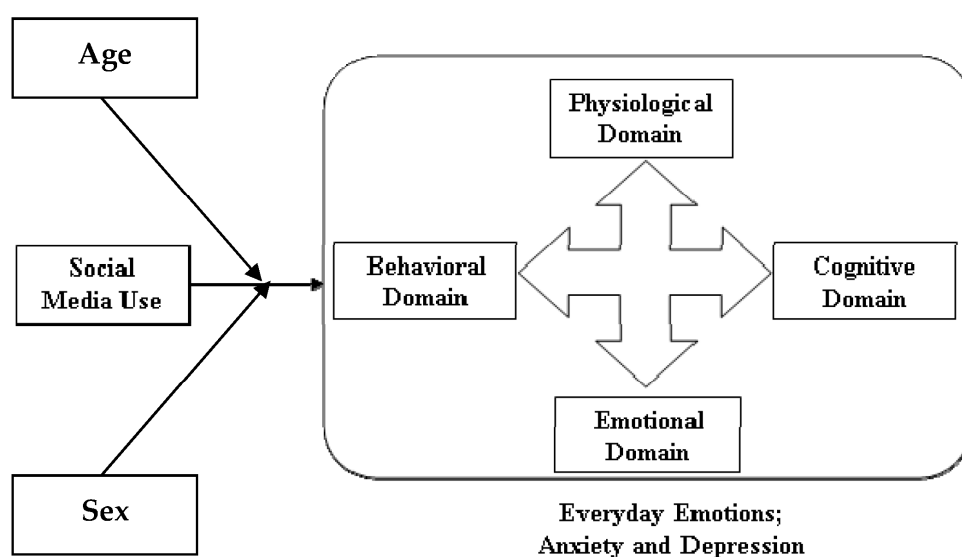 Age
Physiological
Domain
Social
Media Use
Behavioral
Domain
Cognitive
Domain
Emotional
Domain
Sex
Everyday Emotions;
Anxiety and Depression